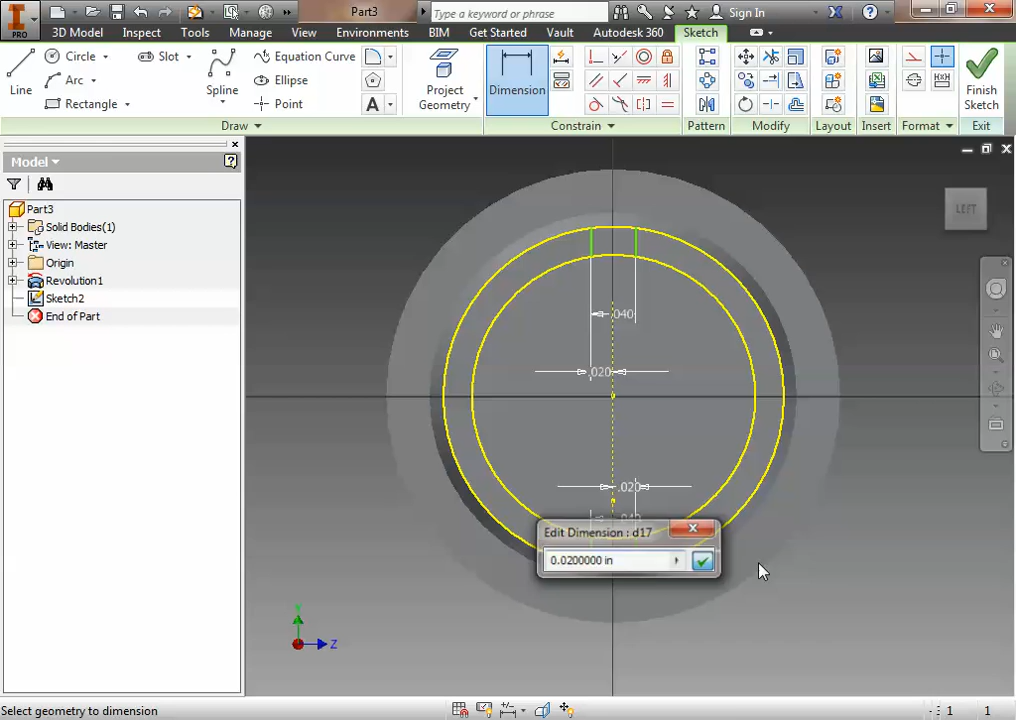 Part3
Type a keyword or phrase
Sign In
PRO
3D Model Inspect Tools Manage View Environments BIM Get Started Vault Autodesk 360 Sketch
Line
Circle
Arc
Rectangle
Slot
Spline
Equation Curve
Ellipse
Point
A
Project
Geometry
Dimension
Finish
Sketch
Draw Constrain Pattern Modify Layout Insert Format Exit
Model
Part3
Solid Bodies(1)
View: Master
Origin
Revolution1
Sketch2
End of Part
LEFT
.040
.020
.020
.040
Edit Dimension : d17
0.0200000 in
Y
Z
Select geometry to dimension
1 1